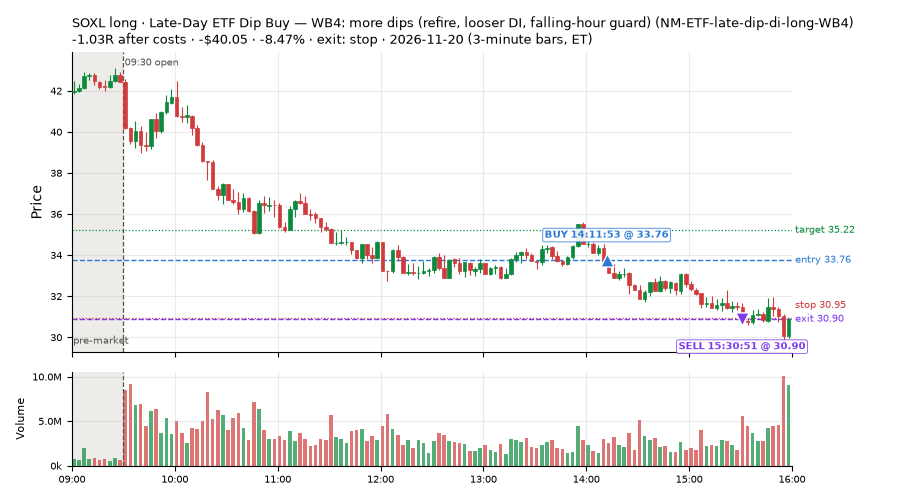 SOXL long · Late-Day ETF Dip Buy — WB4: more dips (refire, looser DI, falling-hour guard) (NM-ETF-late-dip-di-long-WB4)
-1.03R after costs · -$40.05 · -8.47% · exit: stop · 2026-11-20 (3-minute bars, ET)
09:30 open
42
40
38
36
34
32
30
Price
BUY 14:11:53 @ 33.76
target 35.22
entry 33.76
stop 30.95
exit 30.90
pre-market
SELL 15:30:51 @ 30.90
10.0M
5.0M
0k
Volume
09:00
10:00
11:00
12:00
13:00
14:00
15:00
16:00